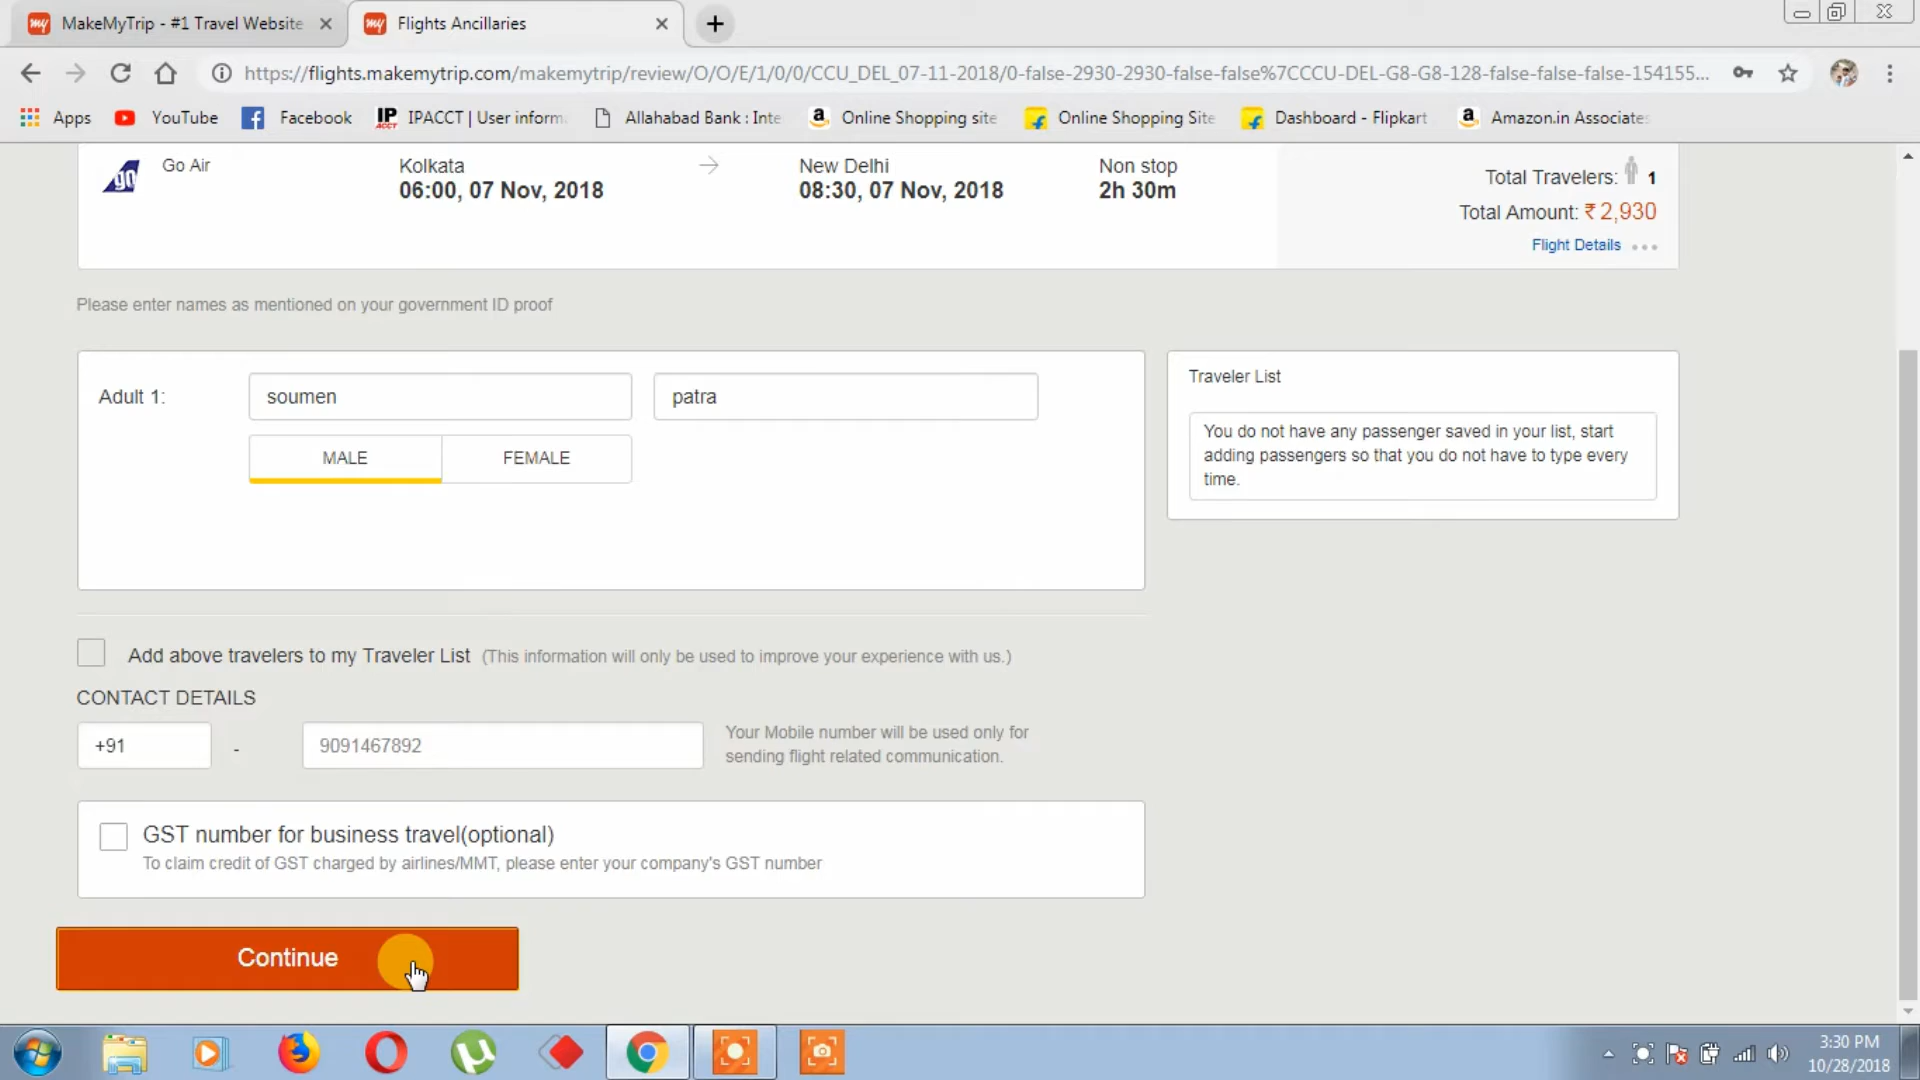 MakeMyTrip - #1 Travel Website
Flights Ancillaries
https://flights.makemytrip.com/makemytrip/review/O/O/E/1/0/0/CCU_DEL_07-11-2018/0-false-2930-2930-false-false%7CCCU-DEL-G8-G8-128-false-false-false-154155...
Apps
YouTube
Facebook
IPACCT | User inform
Allahabad Bank : Inte
Online Shopping site
Online Shopping Site
Dashboard - Flipkart
Amazon.in Associate
go
Go Air
Kolkata
06:00, 07 Nov, 2018
New Delhi
08:30, 07 Nov, 2018
Non stop
2h 30m
Total Travelers: 1
Total Amount: ₹ 2,930
Flight Details
Please enter names as mentioned on your government ID proof
Adult 1:
soumen
patra
MALE
FEMALE
Traveler List
You do not have any passenger saved in your list, start
adding passengers so that you do not have to type every
time.
Add above travelers to my Traveler List (This information will only be used to improve your experience with us.)
CONTACT DETAILS
+91 - 9091467892
Your Mobile number will be used only for
sending flight related communication.
GST number for business travel(optional)
To claim credit of GST charged by airlines/MMT, please enter your company's GST number
Continue
3:30 PM
10/28/2018